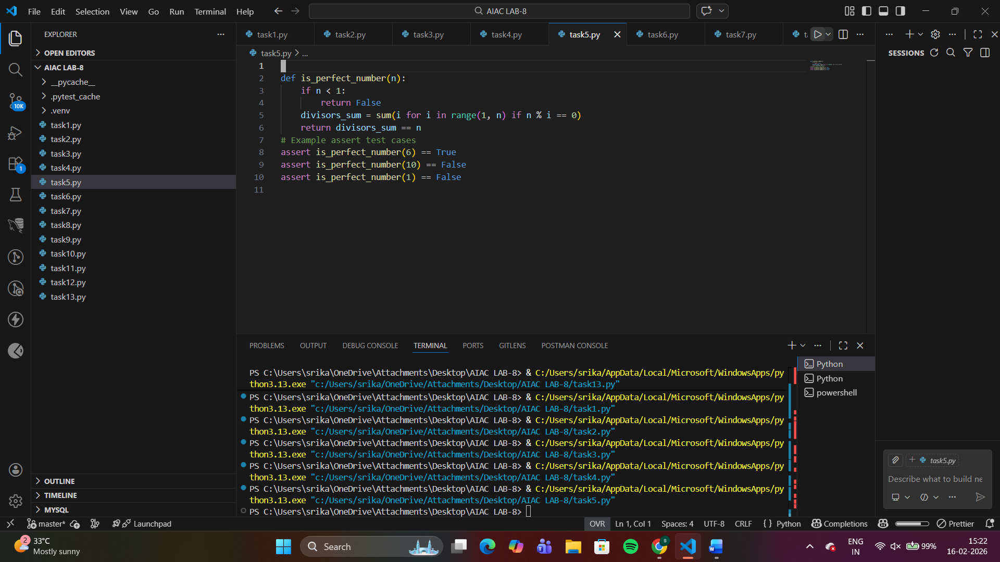 File Edit Selection View Go Run Terminal Help
AIAC LAB-8
EXPLORER
OPEN EDITORS
AIAC LAB-8
__pycache__
.pytest_cache
.venv
task1.py
task2.py
task3.py
task4.py
task5.py
task6.py
task7.py
task8.py
task9.py
task10.py
task11.py
task12.py
task13.py
OUTLINE
TIMELINE
MYSQL
10K
1
task1.py task2.py task3.py task4.py task5.py task6.py task7.py
task5.py > ...
1
2 def is_perfect_number(n):
3 if n < 1:
4 return False
5 divisors_sum = sum(i for i in range(1, n) if n % i == 0)
6 return divisors_sum == n
7 # Example assert test cases
8 assert is_perfect_number(6) == True
9 assert is_perfect_number(10) == False
10 assert is_perfect_number(1) == False
11
SESSIONS
PROBLEMS OUTPUT DEBUG CONSOLE TERMINAL PORTS GITLENS POSTMAN CONSOLE
PS C:\Users\srika\OneDrive\Attachments\Desktop\AIAC LAB-8> & C:/Users/srika/AppData/Local/Microsoft/WindowsApps/py
thon3.13.exe "c:/Users/srika/OneDrive/Attachments/Desktop/AIAC LAB-8/task13.py"
PS C:\Users\srika\OneDrive\Attachments\Desktop\AIAC LAB-8> & C:/Users/srika/AppData/Local/Microsoft/WindowsApps/py
thon3.13.exe "c:/Users/srika/OneDrive/Attachments/Desktop/AIAC LAB-8/task1.py"
PS C:\Users\srika\OneDrive\Attachments\Desktop\AIAC LAB-8> & C:/Users/srika/AppData/Local/Microsoft/WindowsApps/py
thon3.13.exe "c:/Users/srika/OneDrive/Attachments/Desktop/AIAC LAB-8/task2.py"
PS C:\Users\srika\OneDrive\Attachments\Desktop\AIAC LAB-8> & C:/Users/srika/AppData/Local/Microsoft/WindowsApps/py
thon3.13.exe "c:/Users/srika/OneDrive/Attachments/Desktop/AIAC LAB-8/task3.py"
PS C:\Users\srika\OneDrive\Attachments\Desktop\AIAC LAB-8> & C:/Users/srika/AppData/Local/Microsoft/WindowsApps/py
thon3.13.exe "c:/Users/srika/OneDrive/Attachments/Desktop/AIAC LAB-8/task4.py"
PS C:\Users\srika\OneDrive\Attachments\Desktop\AIAC LAB-8> & C:/Users/srika/AppData/Local/Microsoft/WindowsApps/py
thon3.13.exe "c:/Users/srika/OneDrive/Attachments/Desktop/AIAC LAB-8/task5.py"
PS C:\Users\srika\OneDrive\Attachments\Desktop\AIAC LAB-8>
Python
Python
powershell
task5.py
Describe what to build ne
master* Launchpad OVR Ln 1, Col 1 Spaces: 4 UTF-8 CRLF { } Python Completions Prettier
2
33°C
Mostly sunny
Search
ENG
IN
99%
15:22
16-02-2026